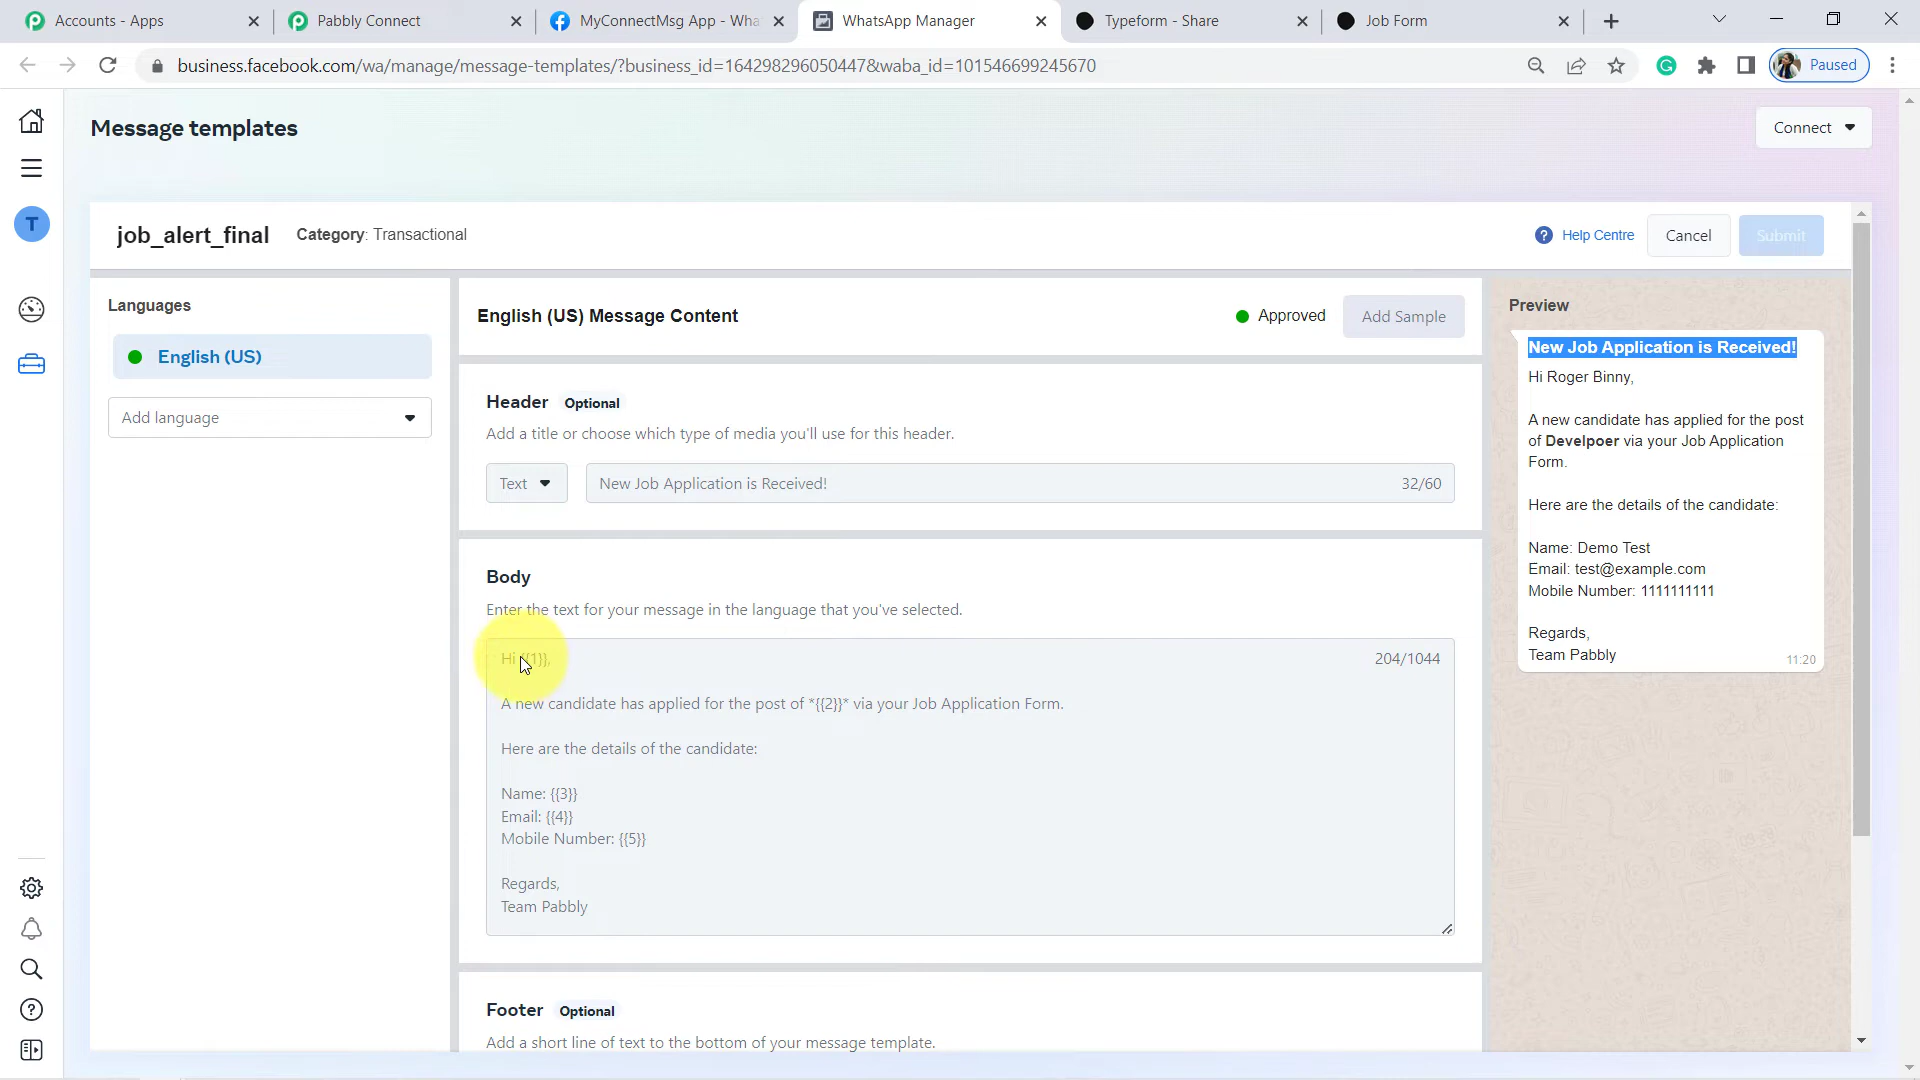 Accounts - Apps
Pabbly Connect
MyConnectMsg App - Wha
WhatsApp Manager
Typeform - Share
Job Form
business.facebook.com/wa/manage/message-templates/?business_id=164298296050447&waba_id=101546699245670
Paused
Message templates
Connect
T
job_alert_final
Category: Transactional
Help Centre
Cancel
Submit
Languages
English (US)
Add language
English (US) Message Content
Approved
Add Sample
Header Optional
Add a title or choose which type of media you'll use for this header.
Text
New Job Application is Received!
32/60
Body
Enter the text for your message in the language that you've selected.
Hi {{1}},
204/1044
A new candidate has applied for the post of *{{2}}* via your Job Application Form.
Here are the details of the candidate:
Name: {{3}}
Email: {{4}}
Mobile Number: {{5}}
Regards,
Team Pabbly
Footer Optional
Add a short line of text to the bottom of your message template.
Preview
New Job Application is Received!
Hi Roger Binny,
A new candidate has applied for the post
of Develpoer via your Job Application
Form.
Here are the details of the candidate:
Name: Demo Test
Email: test@example.com
Mobile Number: 1111111111
Regards,
Team Pabbly
11:20